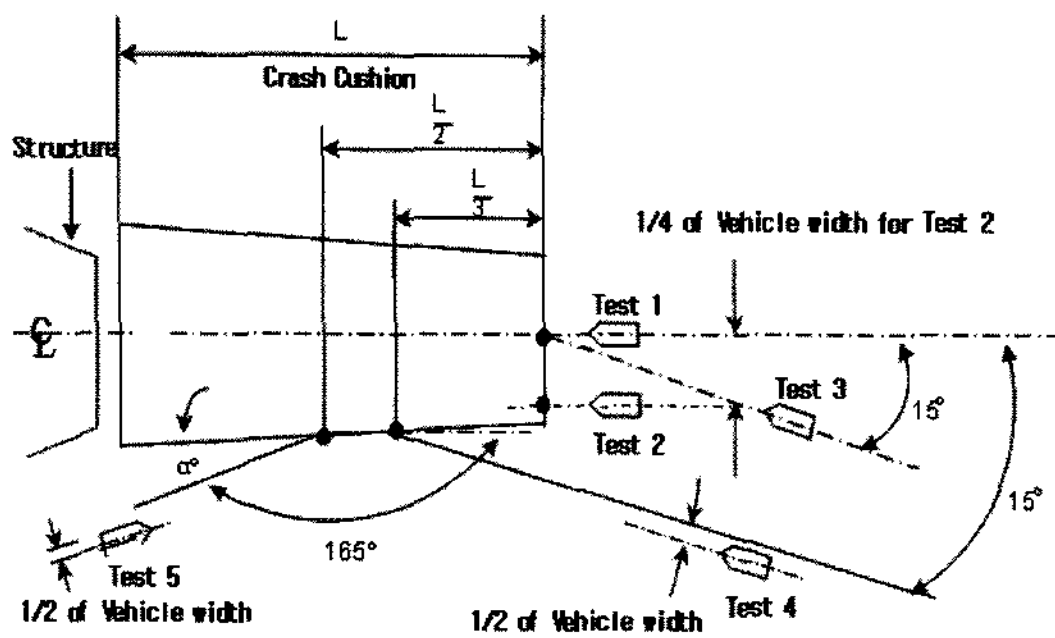 L
Crash Cushion
L
2
Structure
L
3
1/4 of Vehicle width for Test 2
Test 1
CL
Test 3
15°
Test 2
α°
15°
165°
Test 5
1/2 of Vehicle width
Test 4
1/2 of Vehicle width